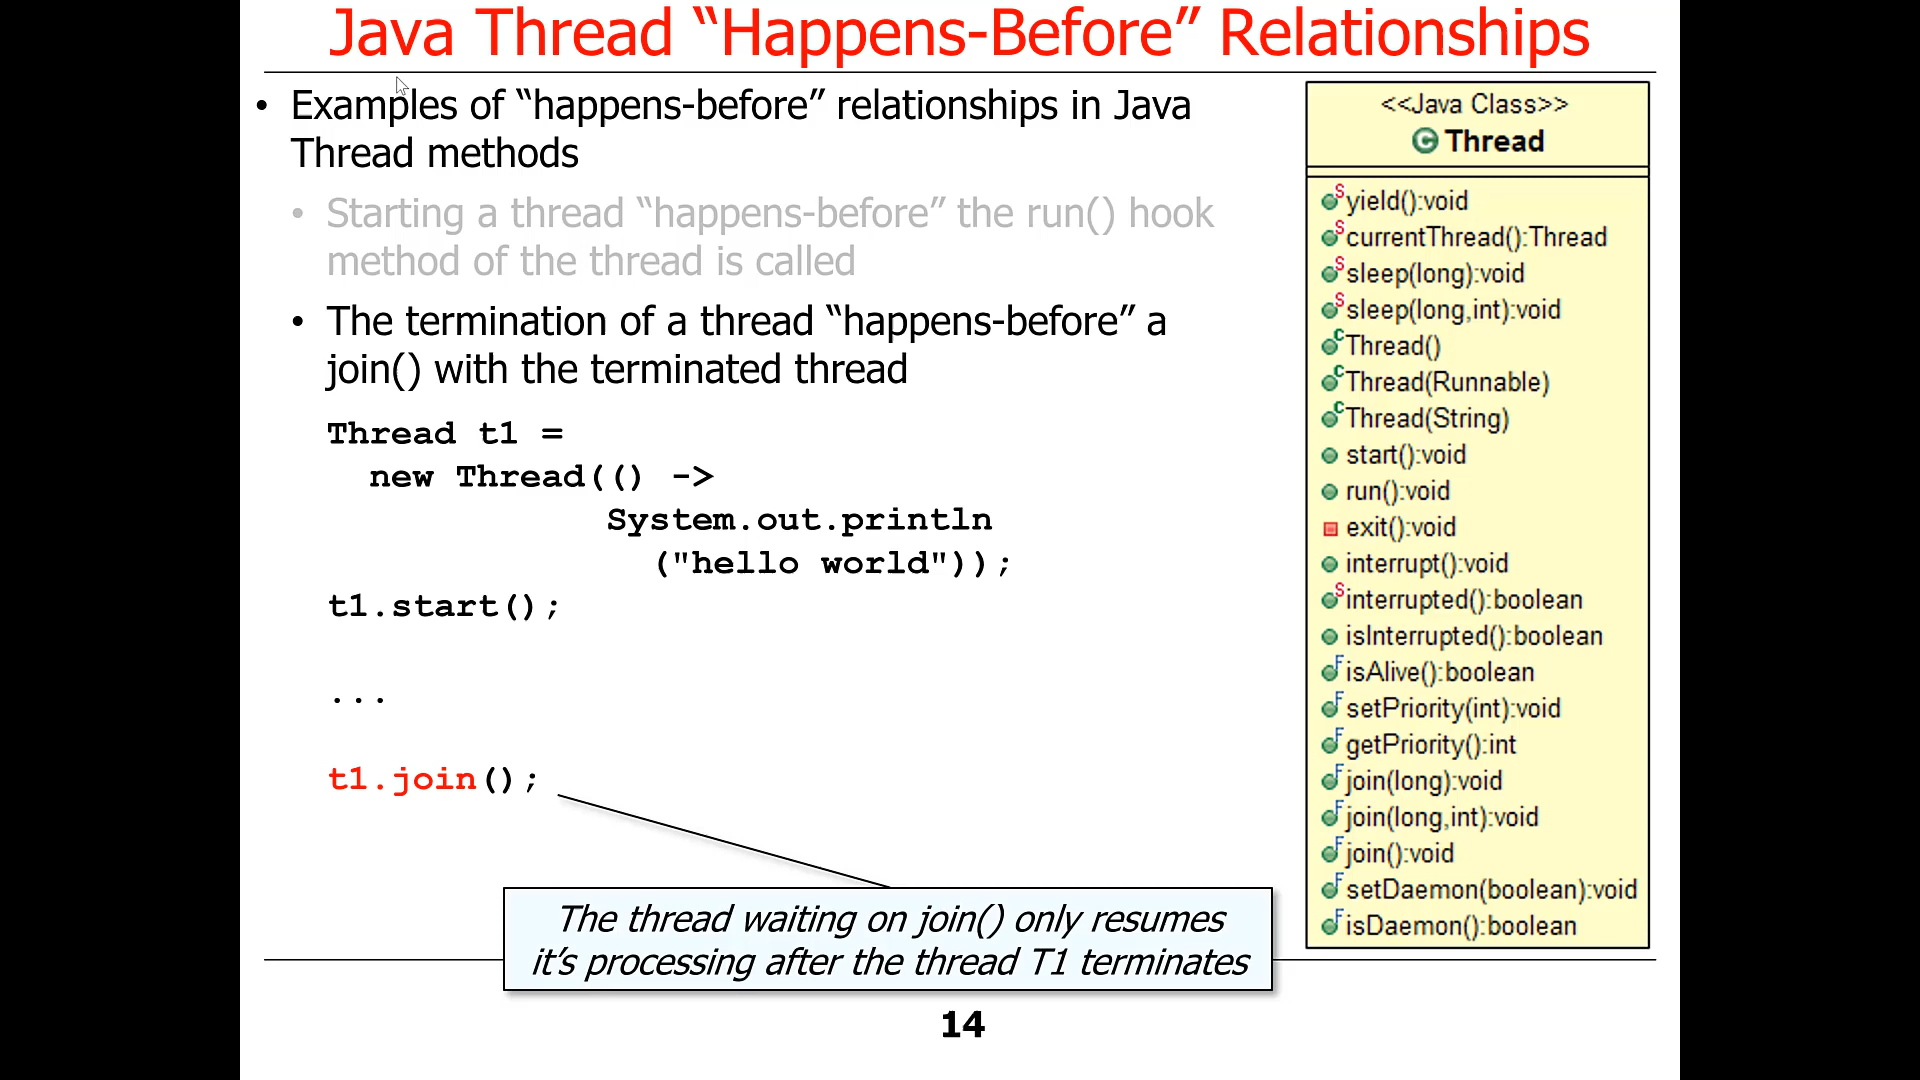 Java Thread “Happens-Before” Relationships
• Examples of “happens-before” relationships in Java
Thread methods
• Starting a thread “happens-before” the run() hook
method of the thread is called
• The termination of a thread “happens-before” a
join() with the terminated thread
Thread t1 =
new Thread(() ->
System.out.println
("hello world"));
t1.start();
...
t1.join();
The thread waiting on join() only resumes
it’s processing after the thread T1 terminates
<<Java Class>>
C Thread
S yield():void
S currentThread():Thread
S sleep(long):void
S sleep(long,int):void
C Thread()
C Thread(Runnable)
C Thread(String)
start():void
run():void
exit():void
interrupt():void
S interrupted():boolean
isInterrupted():boolean
F isAlive():boolean
F setPriority(int):void
F getPriority():int
F join(long):void
F join(long,int):void
F join():void
F setDaemon(boolean):void
F isDaemon():boolean
14